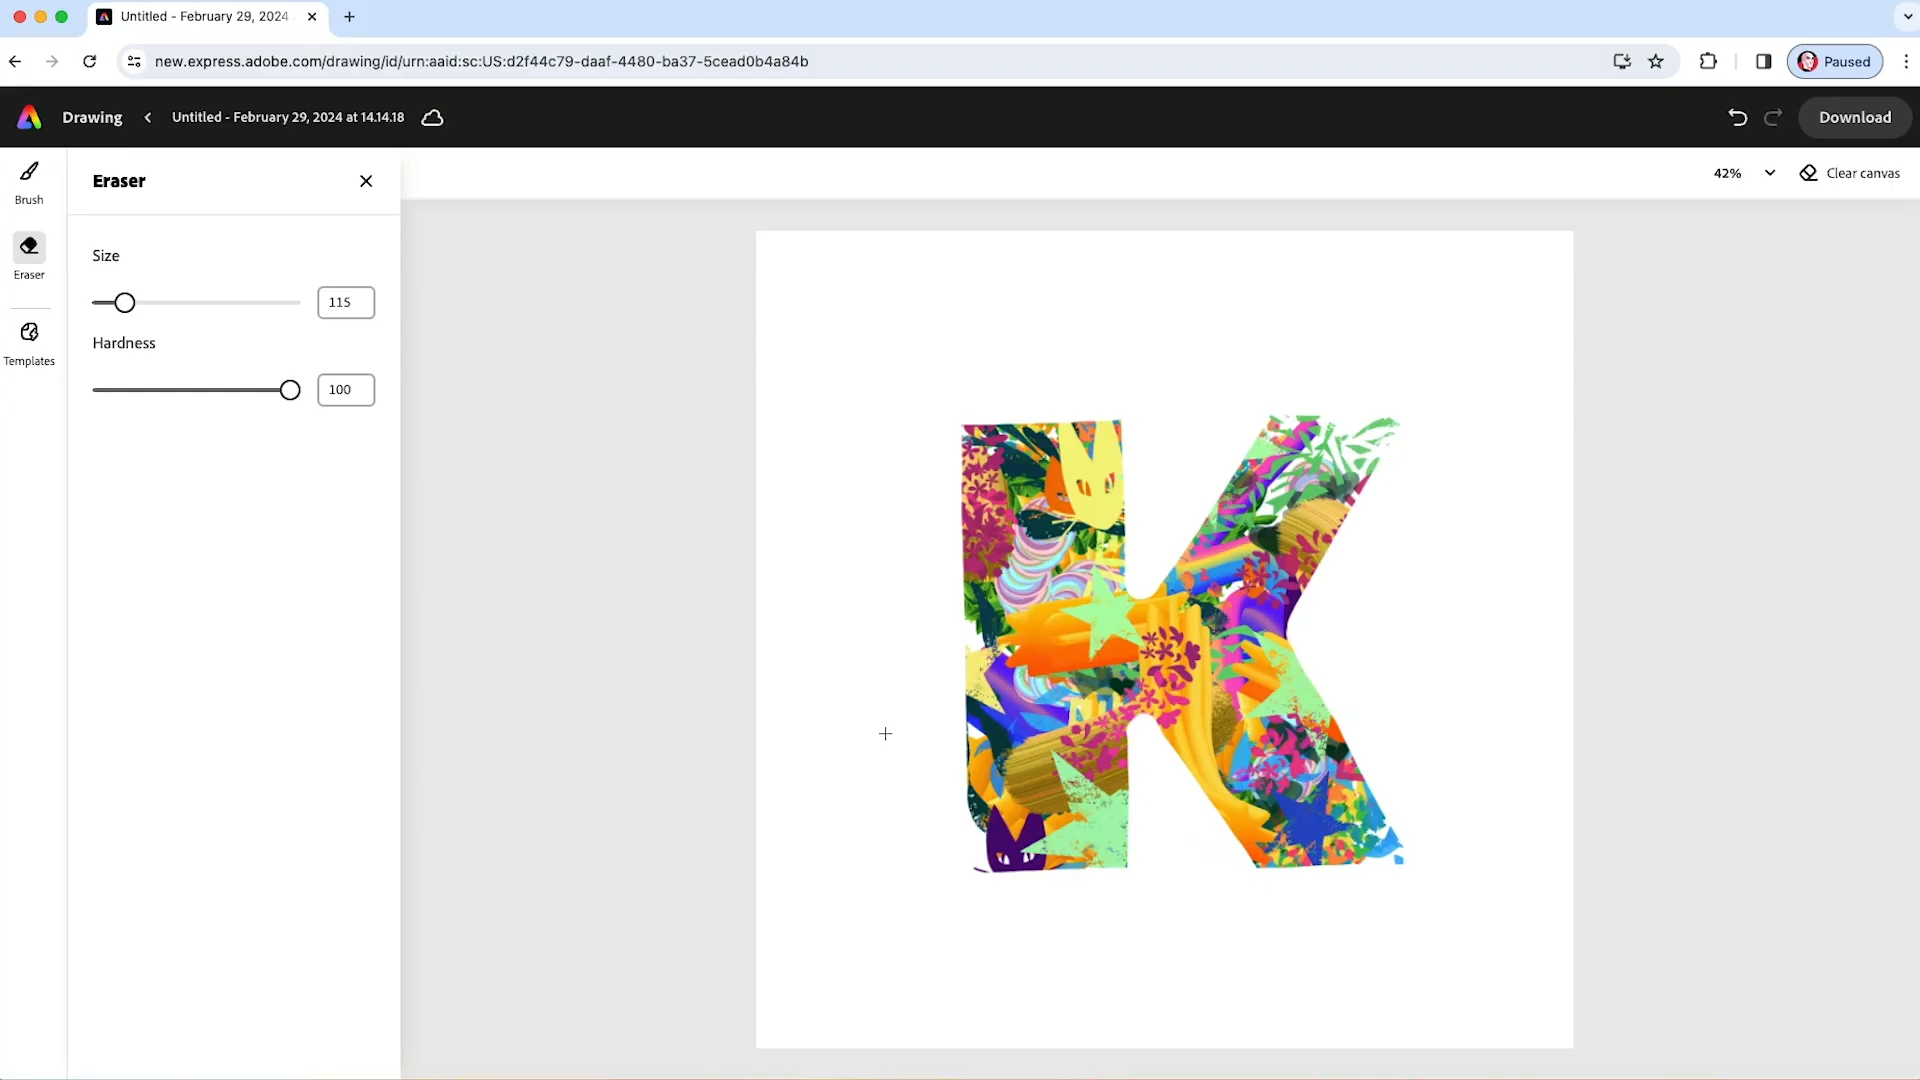 Untitled - February 29, 2024
new.express.adobe.com/drawing/id/urn:aaid:sc:US:d2f44c79-daaf-4480-ba37-5cead0b4a84b
Paused
Drawing
Untitled - February 29, 2024 at 14.14.18
Download
Brush
Eraser
42%
Clear canvas
Eraser
Size
115
Templates
Hardness
100
K